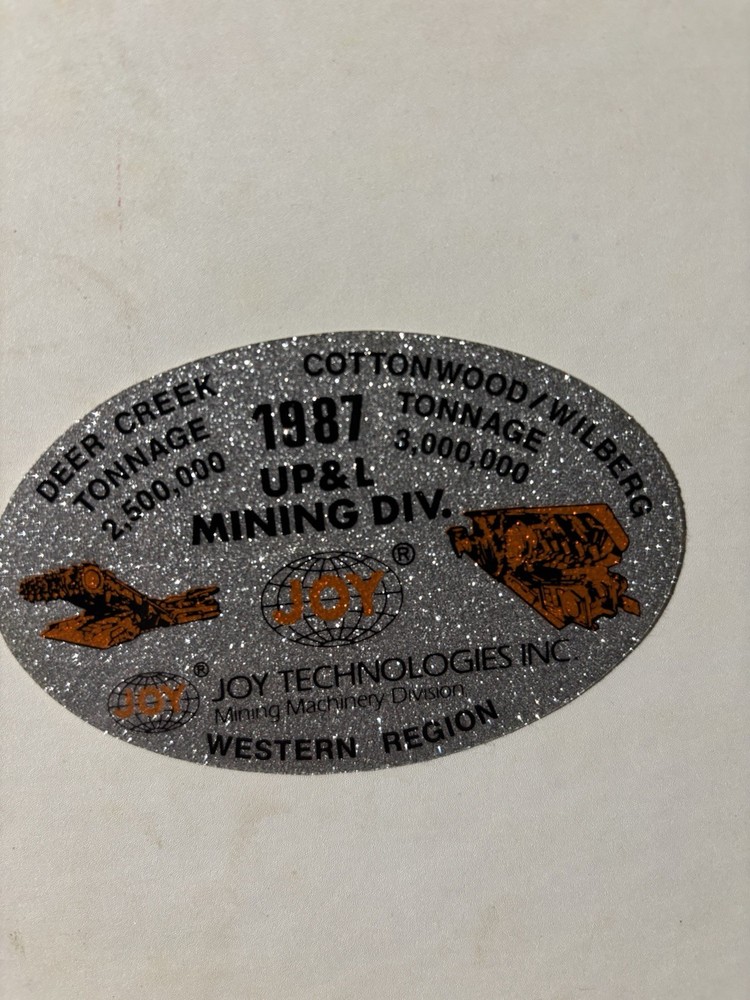 DEER CREEK
TONNAGE
2,500,000
COTTONWOOD/WILBERG
TONNAGE
3,000,000
1987
UP&L
MINING DIV.
JOY®
JOY®
JOY TECHNOLOGIES INC.
Mining Machinery Division
WESTERN REGION